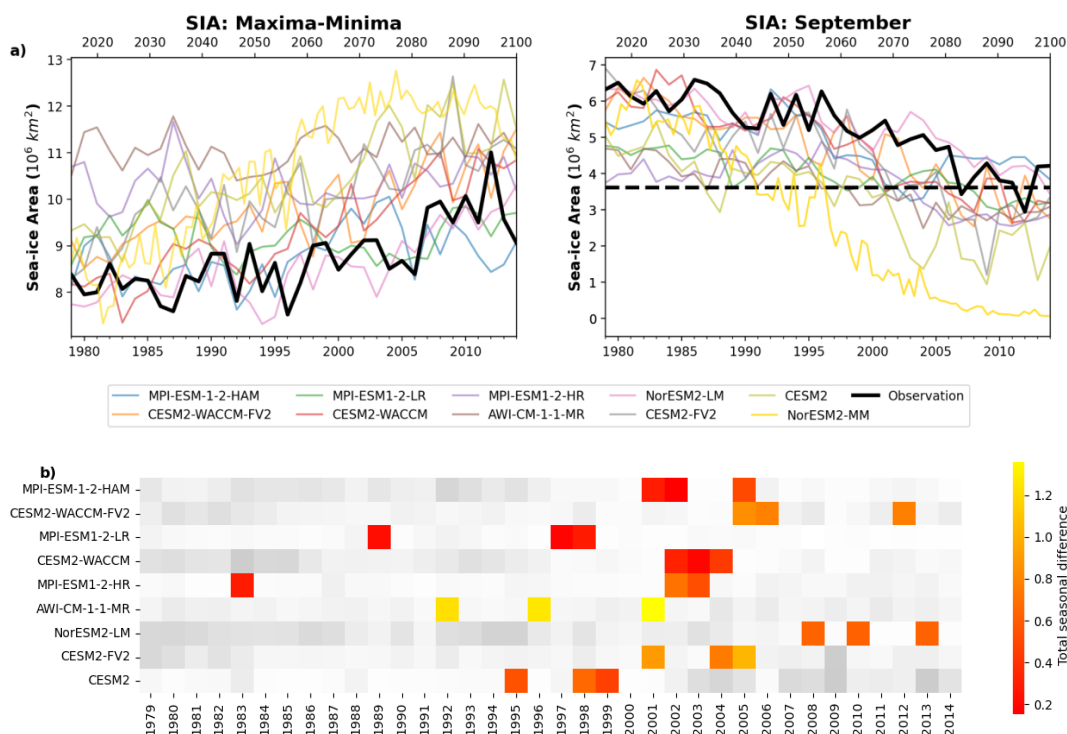 SIA: Maxima-Minima
SIA: September
a)
2020 2030 2040 2050 2060 2070 2080 2090 2100
2020 2030 2040 2050 2060 2070 2080 2090 2100
Sea-ice Area (10⁶ km²)
13
12
11
10
9
8
1980 1985 1990 1995 2000 2005 2010
Sea-ice Area (10⁶ km²)
7
6
5
4
3
2
1
0
1980 1985 1990 1995 2000 2005 2010
MPI-ESM-1-2-HAM MPI-ESM1-2-LR MPI-ESM1-2-HR NorESM2-LM CESM2 Observation
CESM2-WACCM-FV2 CESM2-WACCM AWI-CM-1-1-MR CESM2-FV2 NorESM2-MM
b)
MPI-ESM-1-2-HAM
CESM2-WACCM-FV2
MPI-ESM1-2-LR
CESM2-WACCM
MPI-ESM1-2-HR
AWI-CM-1-1-MR
NorESM2-LM
CESM2-FV2
CESM2
1979 1980 1981 1982 1983 1984 1985 1986 1987 1988 1989 1990 1991 1992 1993 1994 1995 1996 1997 1998 1999 2000 2001 2002 2003 2004 2005 2006 2007 2008 2009 2010 2011 2012 2013 2014
1.2
1.0
0.8
0.6
0.4
0.2
Total seasonal difference